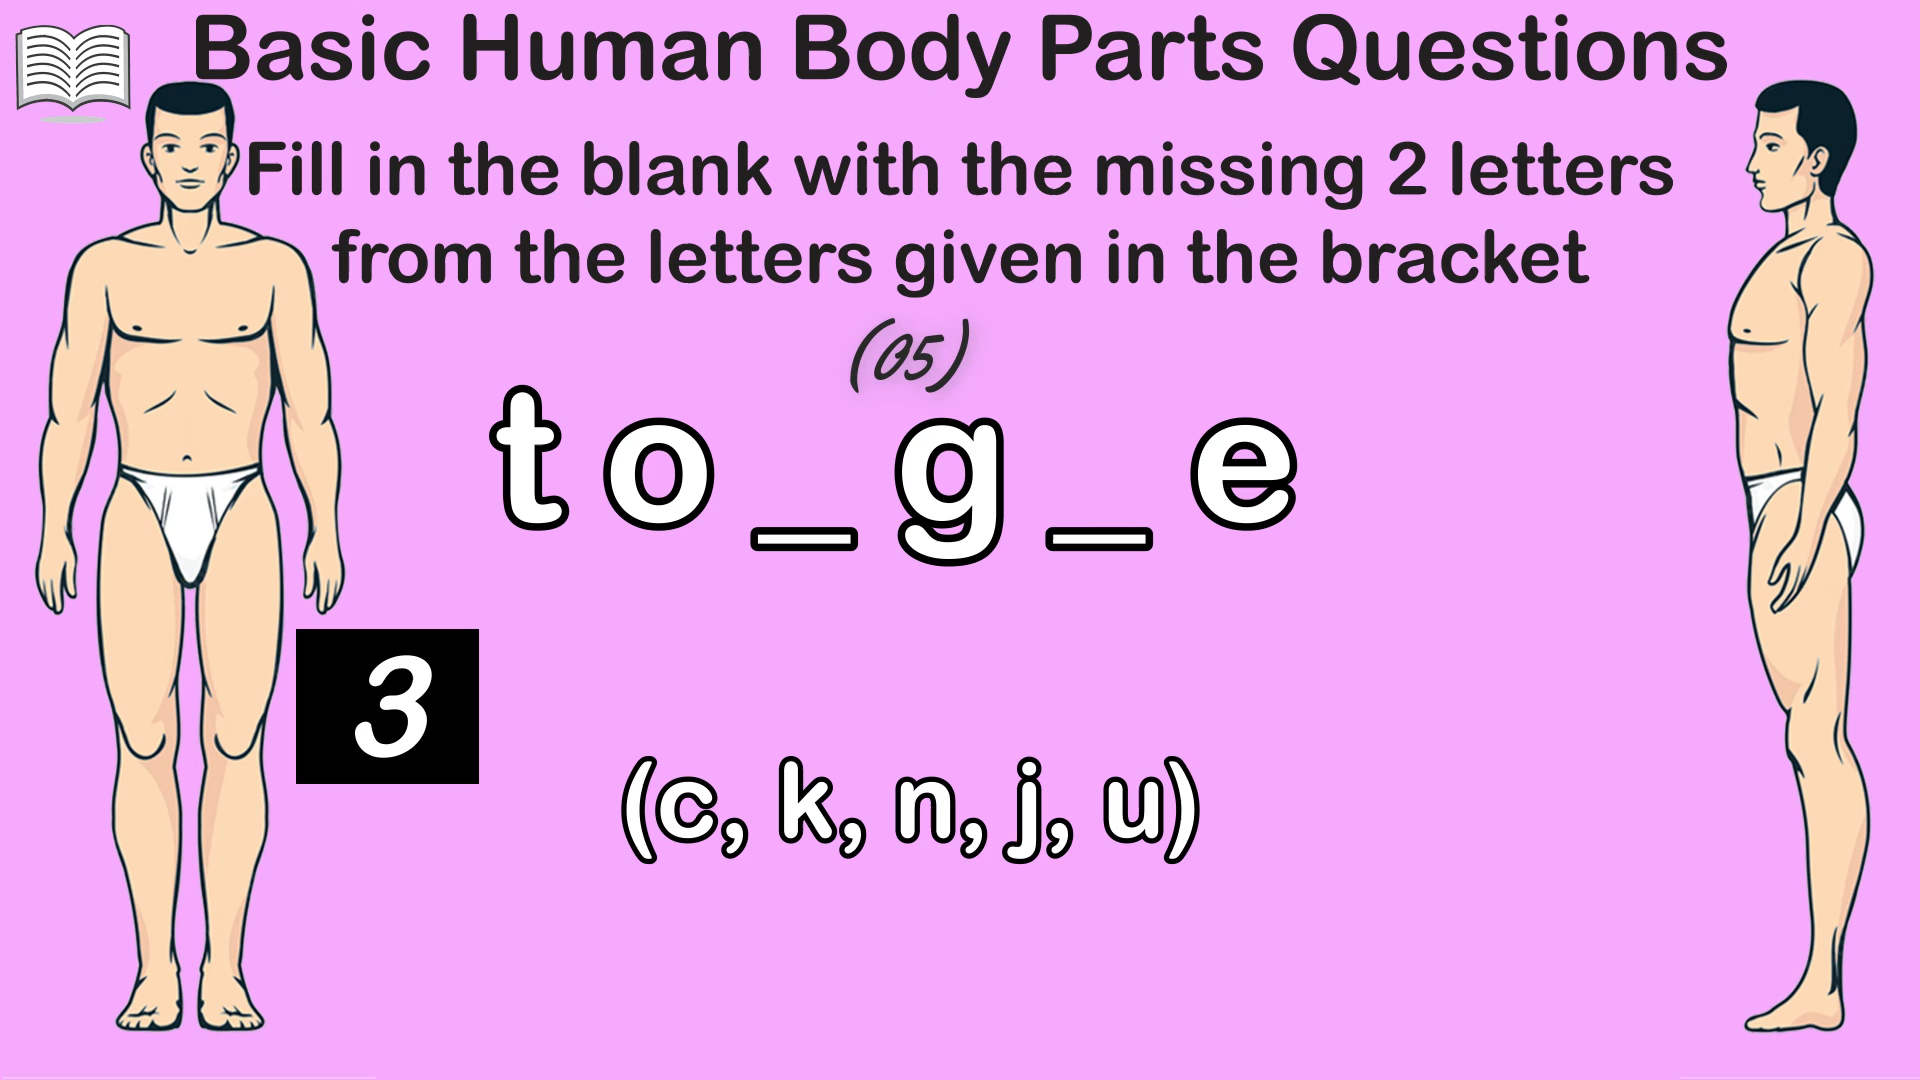 Basic Human Body Parts Questions
Fill in the blank with the missing 2 letters
from the letters given in the bracket
(05)
to_g_e
3
(c, k, n, j, u)